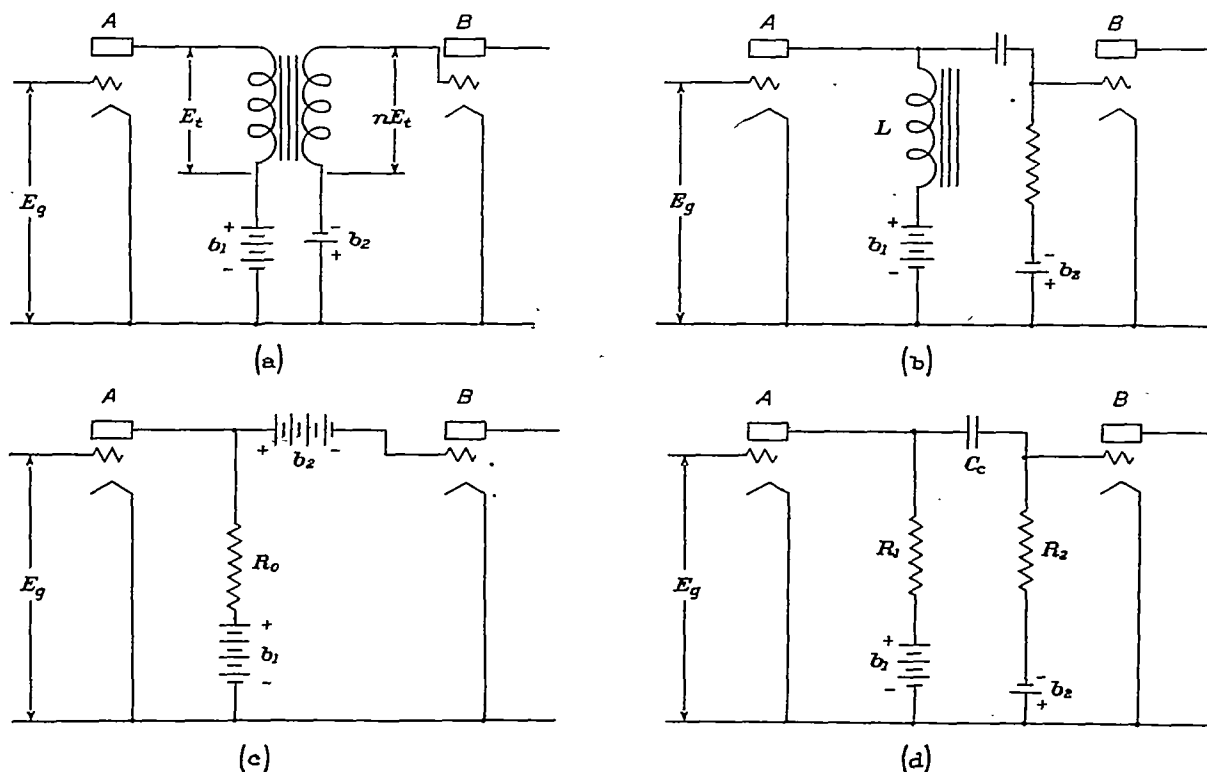 A
B
E_t
nE_t
E_g
+
b_1
-
-
b_2
+
(a)
A
B
L
E_g
+
b_1
-
-
b_2
+
(b)
A
B
+
b_2
-
E_g
R_0
+
b_1
-
(c)
A
B
C_c
E_g
R_1
R_2
+
b_1
-
-
b_2
+
(d)